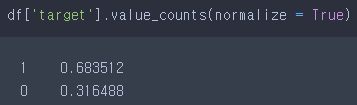 df['target'].value_counts(normalize = True)
1 0.683512
0 0.316488